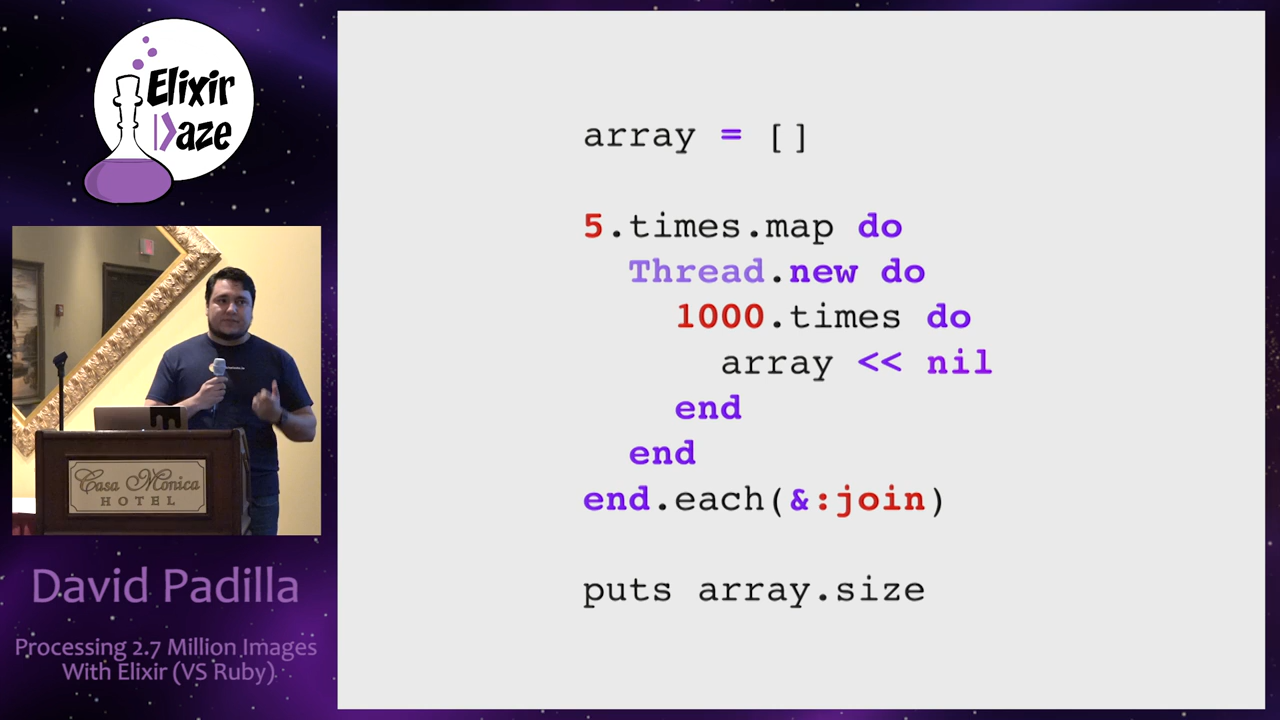 Elixir
Daze
array = []
5.times.map do
  Thread.new do
    1000.times do
      array << nil
    end
  end
end.each(&:join)
puts array.size
Casa Monica
HOTEL
David Padilla
Processing 2.7 Million Images
With Elixir (VS Ruby)